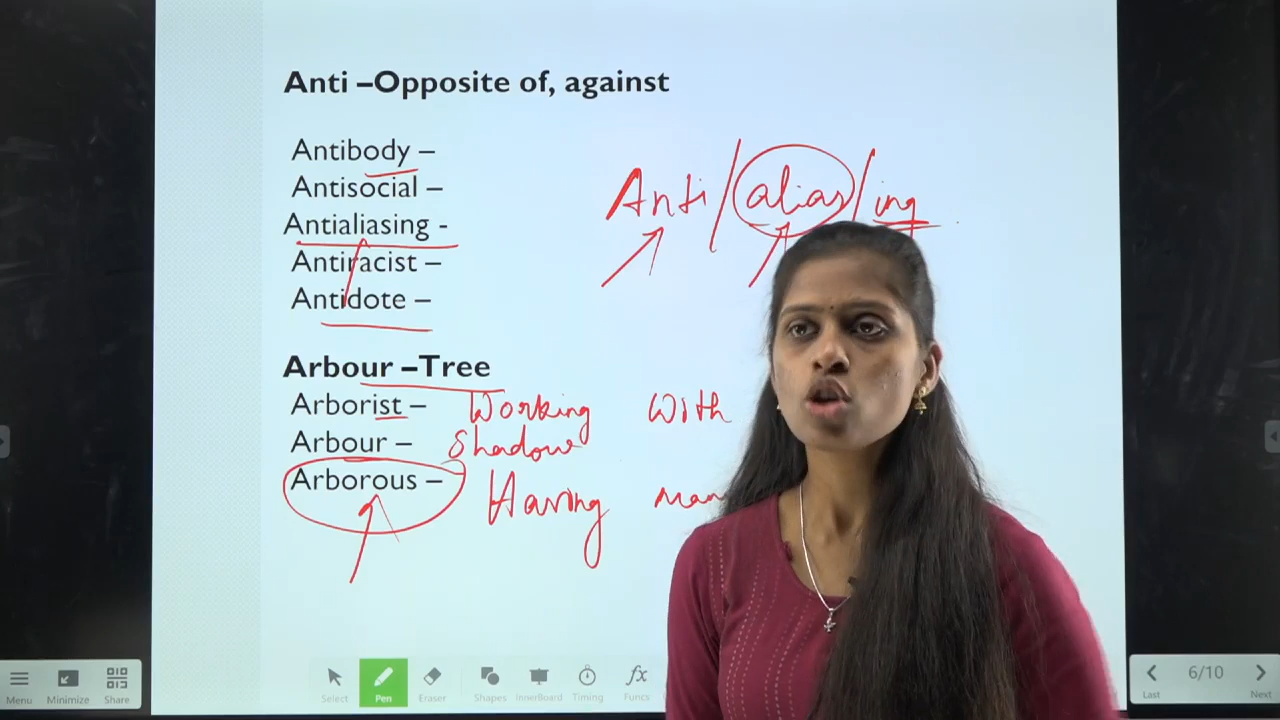 Anti –Opposite of, against
Antibody –
Antisocial –
Antialiasing -
Antiracist –
Antidote –
Anti/alias/ing
Arbour –Tree
Arborist – Working With
Arbour – Shadow
Arborous – Having
Select Pen Eraser Shapes InnerBoard Timing Funcs
Menu Minimize Share
Last 6/10 Next